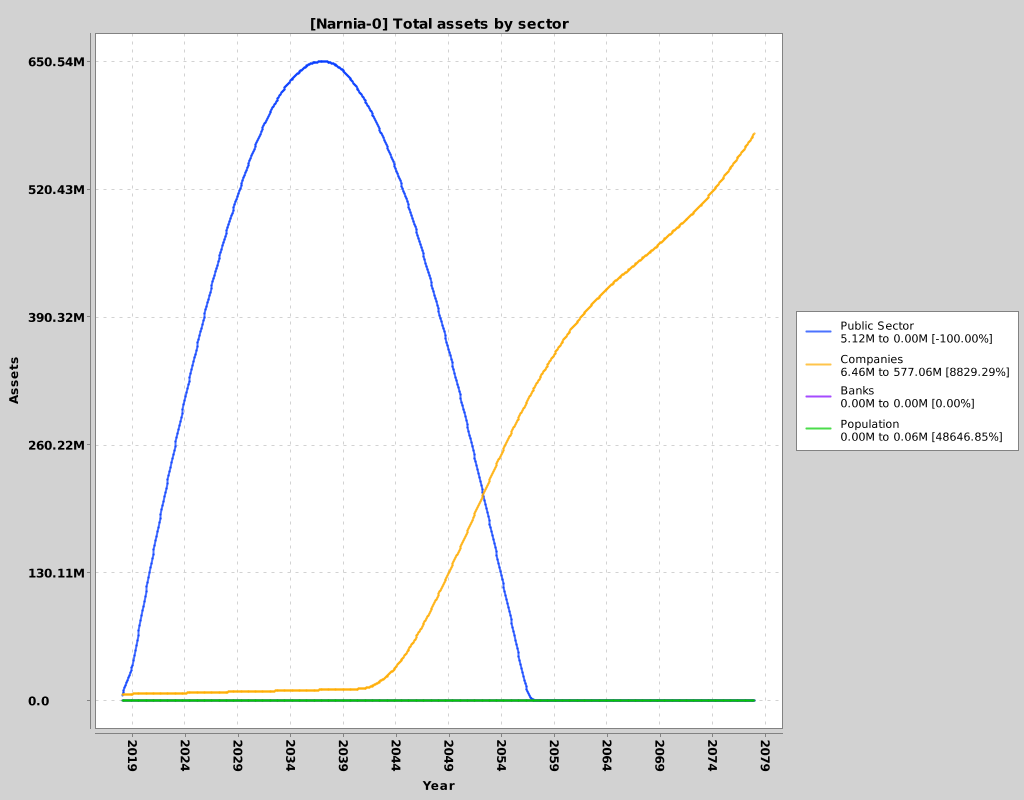 [Narnia-0] Total assets by sector
650.54M
520.43M
390.32M
260.22M
130.11M
0.0
Assets
2019
2024
2029
2034
2039
2044
2049
2054
2059
2064
2069
2074
2079
Year
Public Sector
5.12M to 0.00M [-100.00%]
Companies
6.46M to 577.06M [8829.29%]
Banks
0.00M to 0.00M [0.00%]
Population
0.00M to 0.06M [48646.85%]